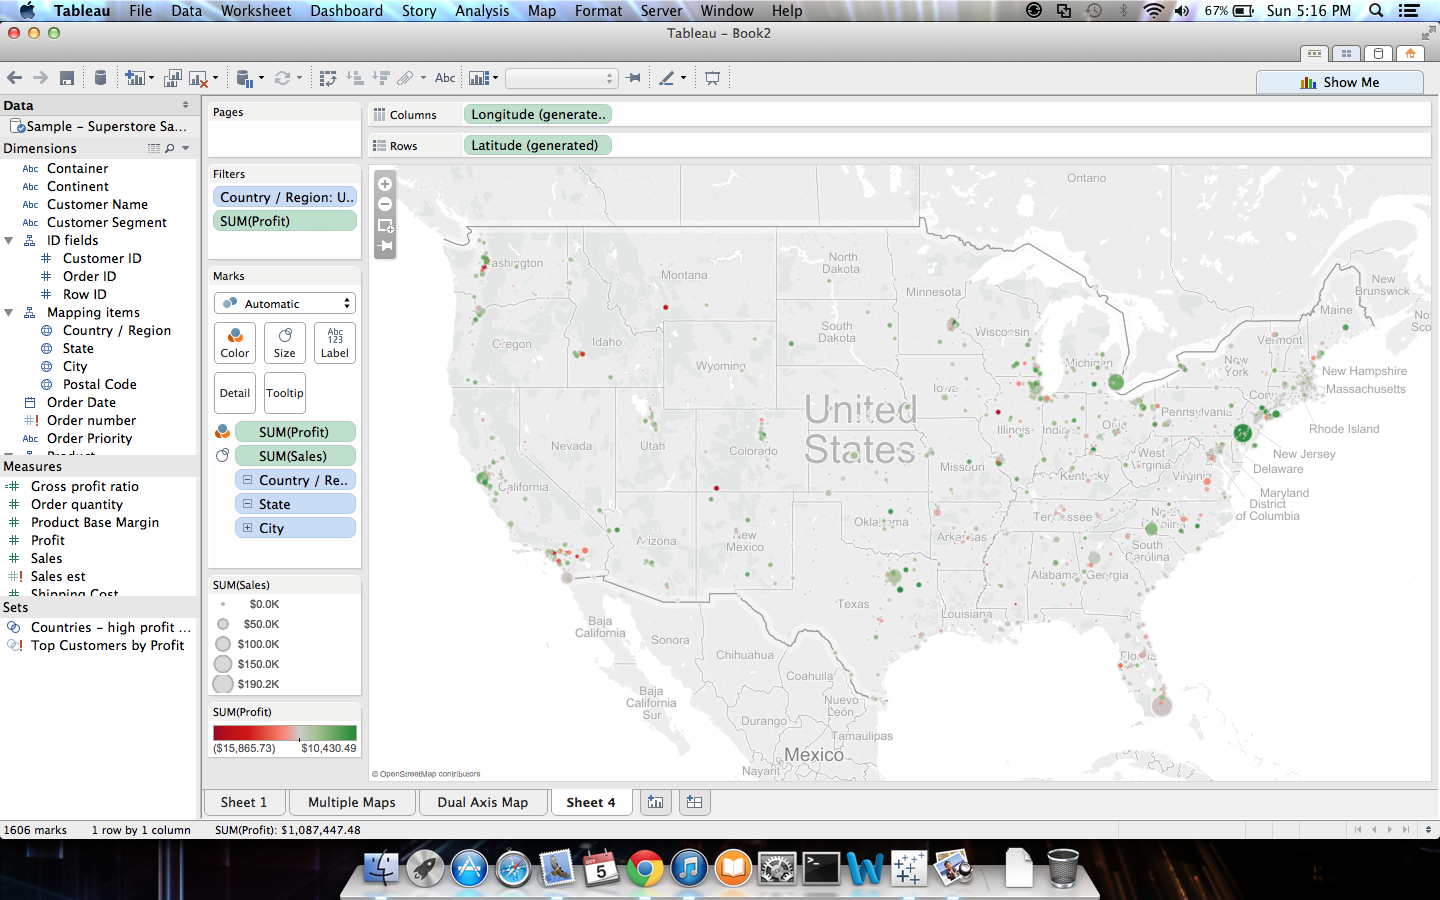 Tableau File Data Worksheet Dashboard Story Analysis Map Format Server Window Help 67% Sun 5:16 PM
Tableau - Book2
Abc
Show Me
Data
Sample - Superstore Sa...
Dimensions
Abc Container
Abc Continent
Abc Customer Name
Abc Customer Segment
ID fields
# Customer ID
# Order ID
# Row ID
Mapping items
Country / Region
State
City
Postal Code
Order Date
#! Order number
Abc Order Priority
Measures
=# Gross profit ratio
# Order quantity
# Product Base Margin
# Profit
# Sales
#! Sales est
# Shipping Cost
Sets
Countries - high profit ...
! Top Customers by Profit
Pages
Filters
Country / Region: U..
SUM(Profit)
Marks
Automatic
Color
Size
Abc
123
Label
Detail
Tooltip
SUM(Profit)
SUM(Sales)
Country / Re..
State
City
SUM(Sales)
$0.0K
$50.0K
$100.0K
$150.0K
$190.2K
SUM(Profit)
($15,865.73) $10,430.49
Columns Longitude (generate..
Rows Latitude (generated)
Ontario
Washington
Montana
North
Dakota
Minnesota
New
Brunswick
Maine
Nova
Sco
Oregon
Idaho
South
Dakota
Wisconsin
Vermont
Michigan
New
York
Wyoming
New Hampshire
Massachusetts
Iowa
United
States
Pennsylvania
Rhode Island
Illinois
Nevada
Utah
Colorado
New Jersey
Delaware
West
Virginia
Missouri
Kentucky
Virginia
California
Maryland
District
of Columbia
Tennessee
Oklahoma
Arizona
New
Mexico
Arkansas
South
Carolina
Alabama
Georgia
Texas
Louisiana
Baja
California
Sonora
Chihuahua
Florida
Coahuila
Baja
California
Sur
Nuevo
León
Durango
Tamaulipas
Mexico
Nayarit
© OpenStreetMap contributors
Sheet 1 Multiple Maps Dual Axis Map Sheet 4
1606 marks 1 row by 1 column SUM(Profit): $1,087,447.48
OCT
5
W